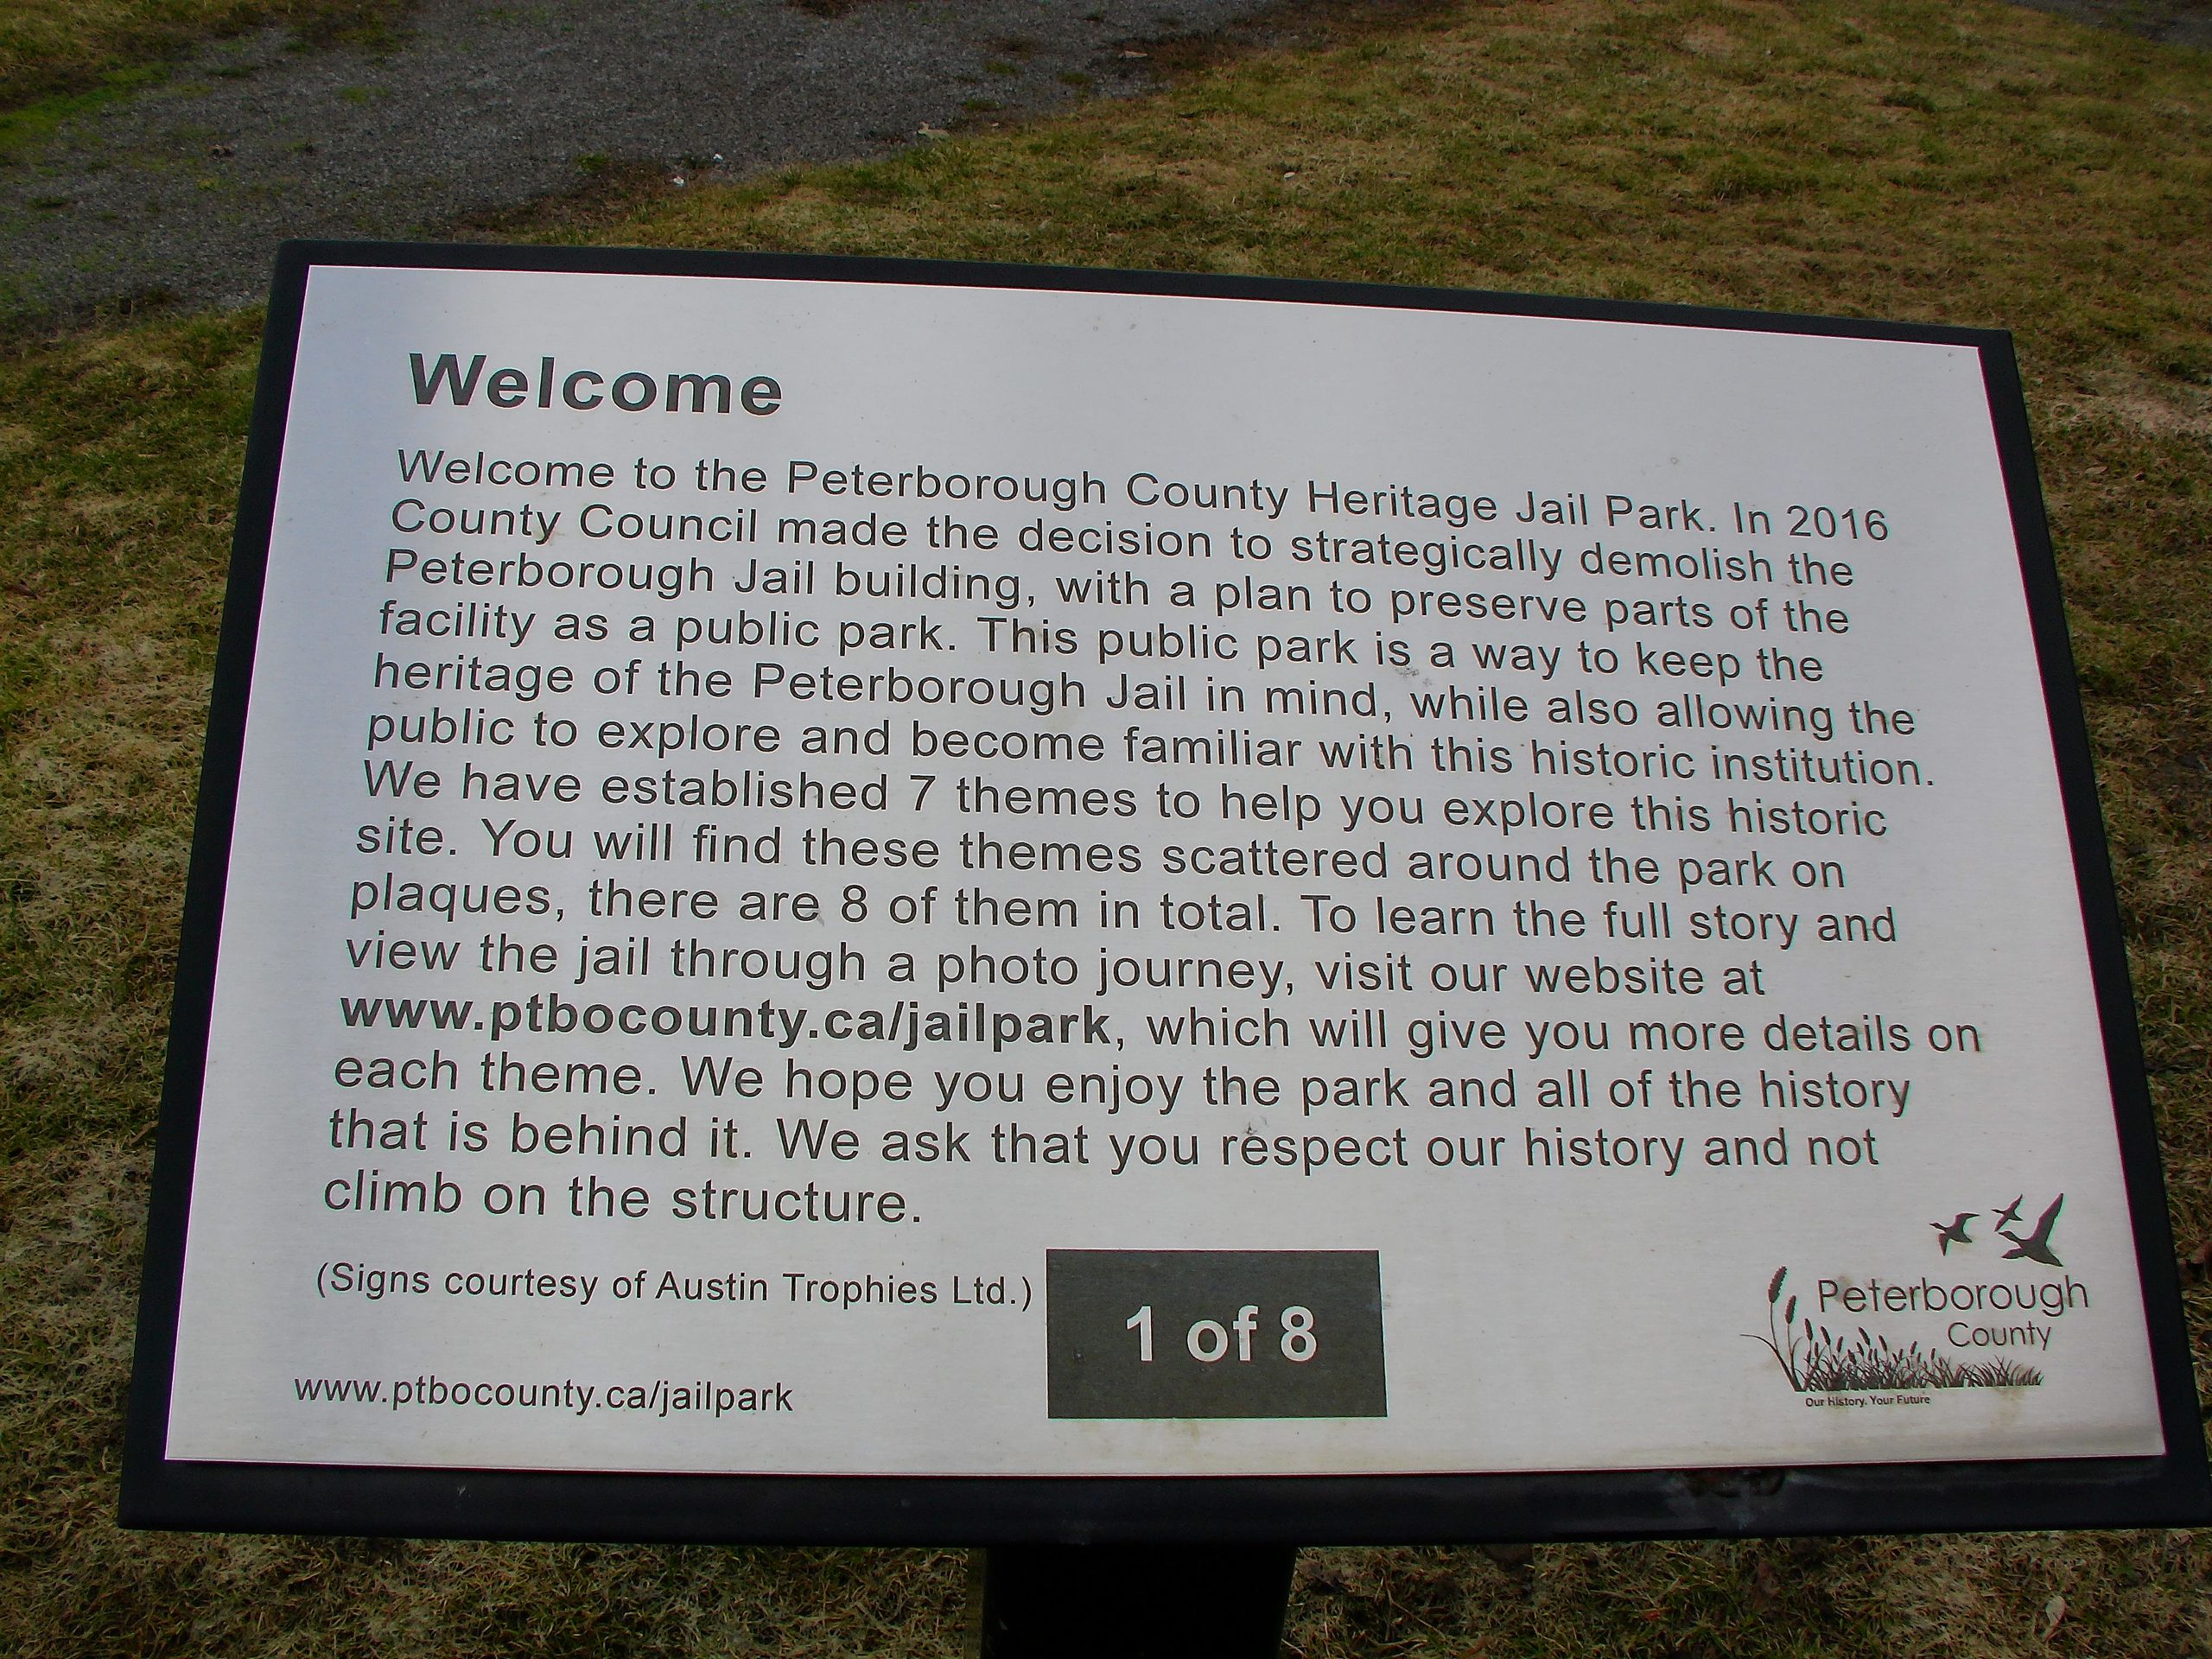 Welcome
Welcome to the Peterborough County Heritage Jail Park. In 2016
County Council made the decision to strategically demolish the
Peterborough Jail building, with a plan to preserve parts of the
facility as a public park. This public park is a way to keep the
heritage of the Peterborough Jail in mind, while also allowing the
public to explore and become familiar with this historic institution.
We have established 7 themes to help you explore this historic
site. You will find these themes scattered around the park on
plaques, there are 8 of them in total. To learn the full story and
view the jail through a photo journey, visit our website at
www.ptbocounty.ca/jailpark, which will give you more details on
each theme. We hope you enjoy the park and all of the history
that is behind it. We ask that you respect our history and not
climb on the structure.
(Signs courtesy of Austin Trophies Ltd.)
1 of 8
www.ptbocounty.ca/jailpark
Peterborough
County
Our History. Your Future